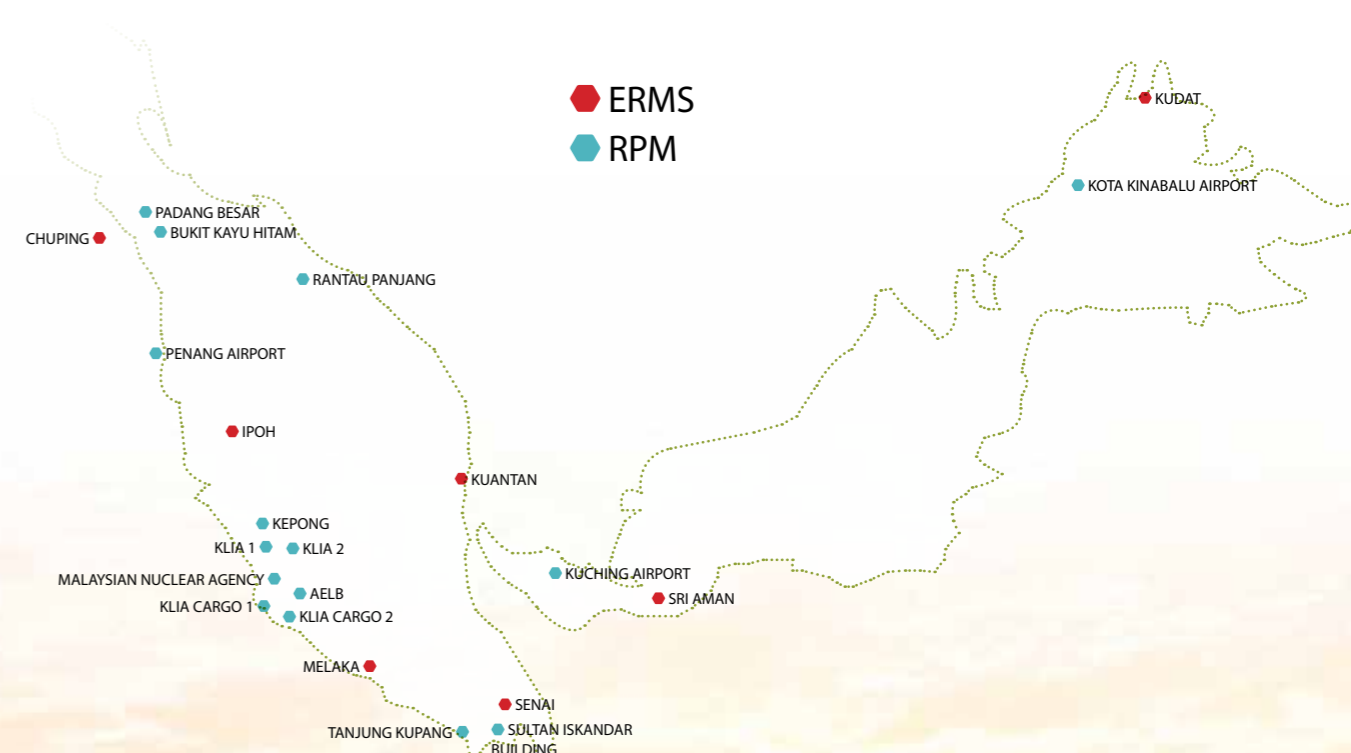 ERMS
RPM
KUDAT
KOTA KINABALU AIRPORT
PADANG BESAR
BUKIT KAYU HITAM
CHUPING
RANTAU PANJANG
PENANG AIRPORT
IPOH
KUANTAN
KEPONG
KLIA 1
KLIA 2
MALAYSIAN NUCLEAR AGENCY
AELB
KLIA CARGO 1
KLIA CARGO 2
KUCHING AIRPORT
SRI AMAN
MELAKA
SENAI
TANJUNG KUPANG
SULTAN ISKANDAR
BUILDING